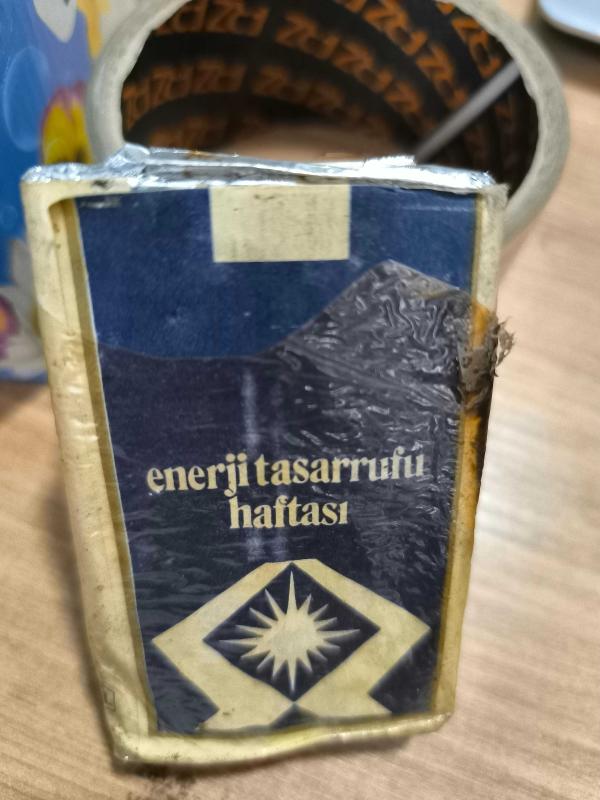 enerji tasarrufu
haftası